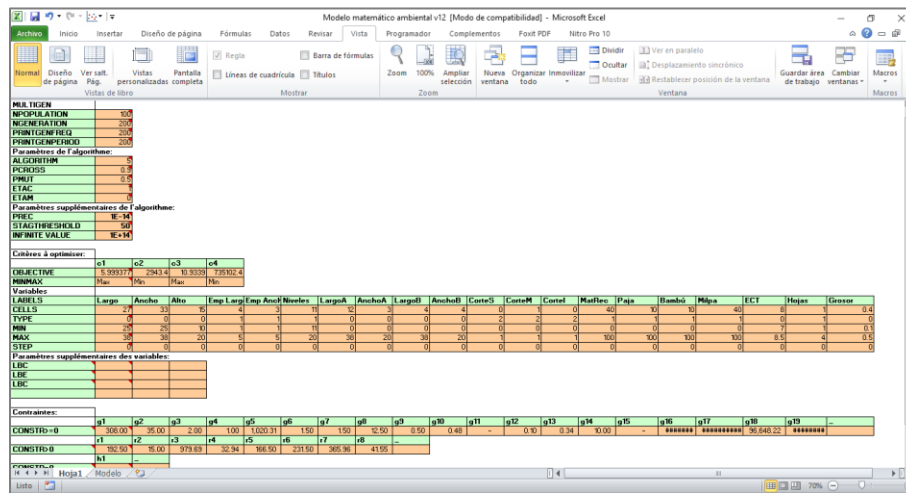 Modelo matemático ambiental v12 [Modo de compatibilidad] - Microsoft Excel
Archivo Inicio Insertar Diseño de página Fórmulas Datos Revisar Vista Programador Complementos Foxit PDF Nitro Pro 10
Normal Diseño de página Ver salt. Pág. Vistas personalizadas Pantalla completa
Regla Barra de fórmulas
Líneas de cuadrícula Títulos
Zoom 100% Ampliar selección Nueva ventana Organizar todo Inmovilizar
Dividir Ver en paralelo
Ocultar Desplazamiento sincrónico
Mostrar Restablecer posición de la ventana
Guardar área de trabajo Cambiar ventanas Macros
Vistas de libro Mostrar Zoom Ventana Macros
MULTIGEN
NPOPULATION 100
NGENERATION 200
PRINTGENFREQ 200
PRINTGENPERIOD 200
Paramètres de l'algorithme:
ALGORITHM 5
PCROSS 0.9
PMUT 0.5
ETAC 1
ETAM 0
Paramètres supplémentaires de l'algorithme:
PREC 1E-14
STAGTHRESHOLD 50
INFINITE VALUE 1E+14
Critères à optimiser:
c1 c2 c3 c4
OBJECTIVE 5.999377 2943.4 10.9339 735102.4
MINMAX Max Min Max Min
Variables
LABELS Largo Ancho Alto Emp Larg Emp Anch Niveles LargoA AnchoA LargoB AnchoB CorteS CorteM CorteI MatRec Paja Bambú Milpa ECT Hojas Grosor
CELLS 27 33 15 4 3 11 12 3 4 4 0 1 0 40 10 10 40 8 1 0.4
TYPE 0 0 1 1 1 0 0 0 0 2 2 2 1 1 1 1 0 1 0
MIN 25 25 10 1 1 11 0 0 0 0 0 0 0 0 0 0 0 7 1 0.1
MAX 38 38 20 5 5 20 38 20 38 20 1 1 1 100 100 100 100 8.5 4 0.5
STEP 0 0 0 0 0 0 0 0 0 0 0 0 0 0 0 0 0 0 0 0
Paramètres supplémentaires des variables:
LBC
LBE
LBC
Contraintes:
g1 g2 g3 g4 g5 g6 g7 g8 g9 g10 g11 g12 g13 g14 g15 g16 g17 g18 g19 _
CONSTR>=0 308.00 35.00 2.00 1.00 1,020.31 1.50 1.50 12.50 0.50 0.48 - 0.10 0.34 10.00 - ####### ########## 96,648.22 ########
r1 r2 r3 r4 r5 r6 r7 r8 _
CONSTR>0 192.50 15.00 979.69 32.94 166.50 231.50 365.96 41.55
h1 _
CONSTR=0
Hoja1 Modelo
Listo 70%